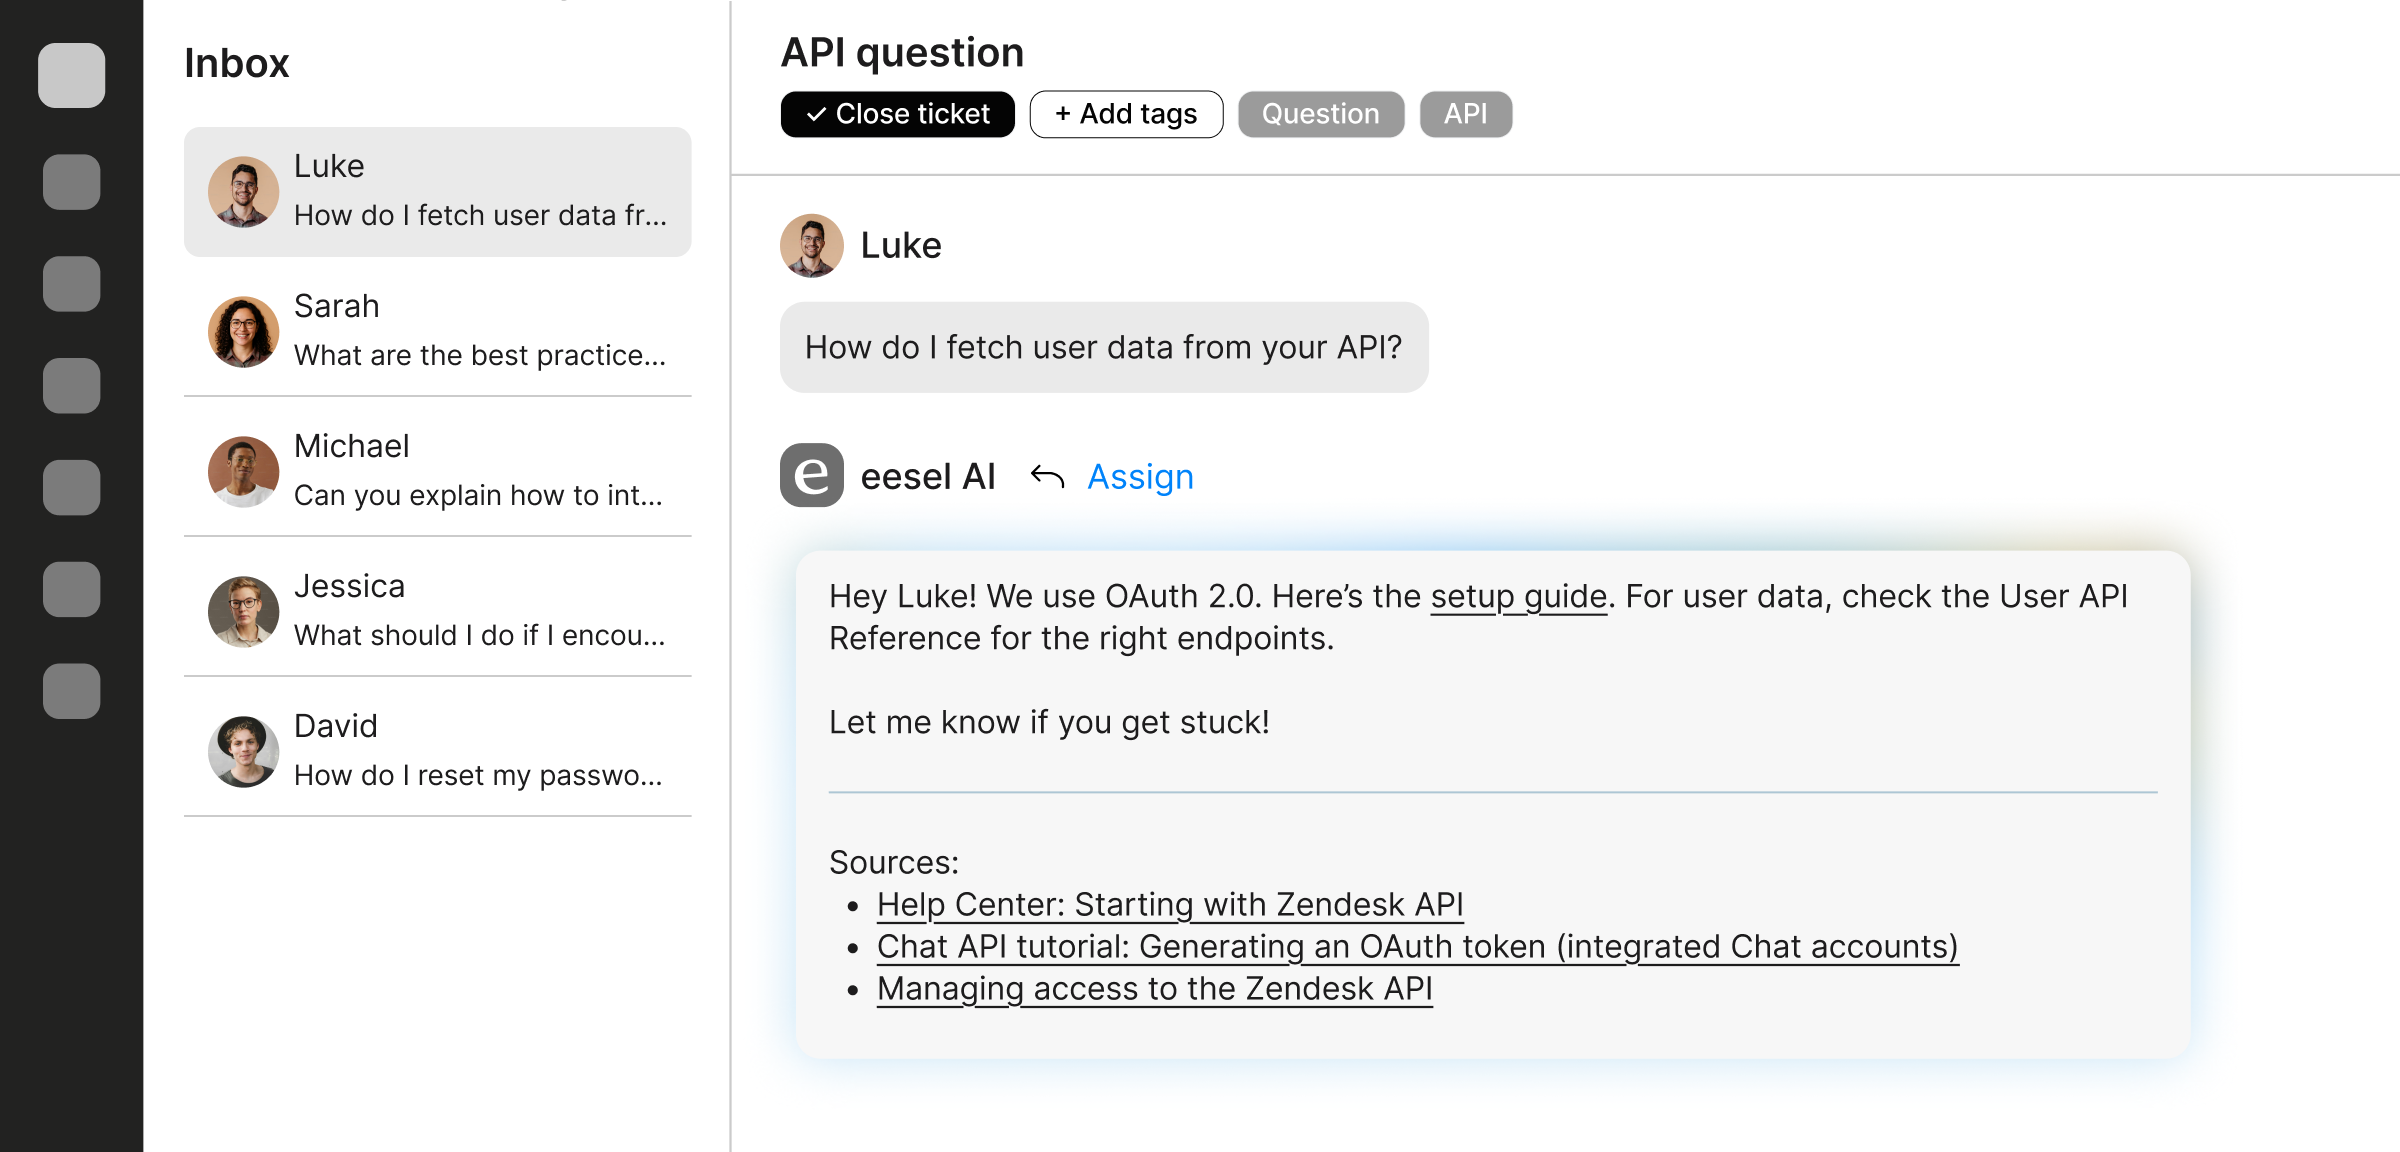 Inbox
Luke
How do I fetch user data fr...
Sarah
What are the best practice...
Michael
Can you explain how to int...
Jessica
What should I do if I encou...
David
How do I reset my passwo...
API question
✓ Close ticket
+ Add tags
Question
API
Luke
How do I fetch user data from your API?
e eesel AI
Assign
Hey Luke! We use OAuth 2.0. Here’s the setup guide. For user data, check the User API
Reference for the right endpoints.
Let me know if you get stuck!
Sources:
• Help Center: Starting with Zendesk API
• Chat API tutorial: Generating an OAuth token (integrated Chat accounts)
• Managing access to the Zendesk API